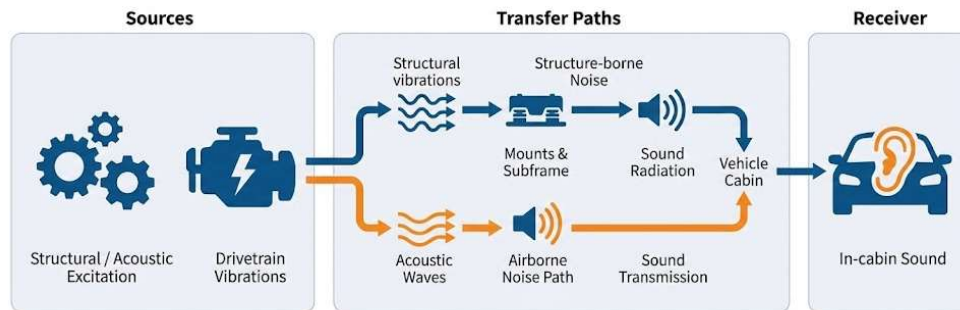 Sources
Transfer Paths
Receiver
Structural / Acoustic
Excitation
Drivetrain
Vibrations
Structural
vibrations
Structure-borne
Noise
Mounts &
Subframe
Sound
Radiation
Vehicle
Cabin
Acoustic
Waves
Airborne
Noise Path
Sound
Transmission
In-cabin Sound